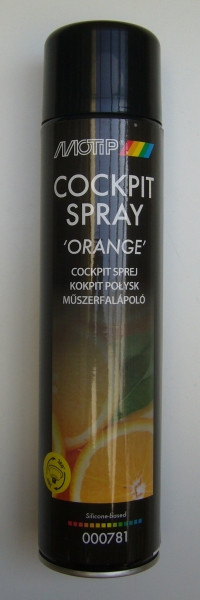 MOTIP
COCKPIT
SPRAY
'ORANGE'
COCKPIT SPREJ
KOKPIT POŁYSK
MŰSZERFALÁPOLÓ
Silicone-Based
000781